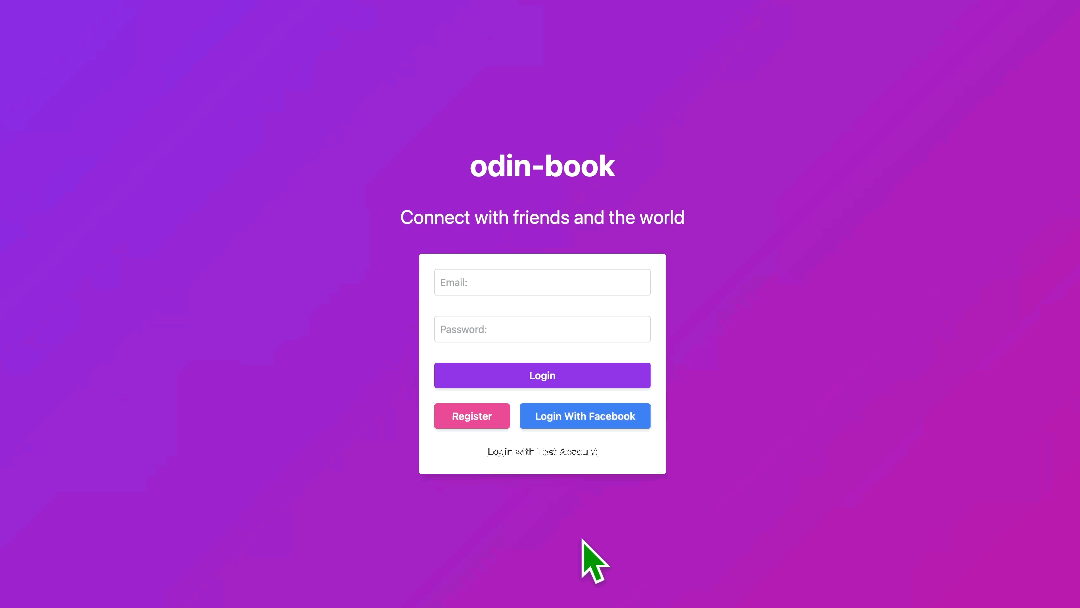 odin-book
Connect with friends and the world
Email:
Password:
Login
Register
Login With Facebook
Login with Test Account